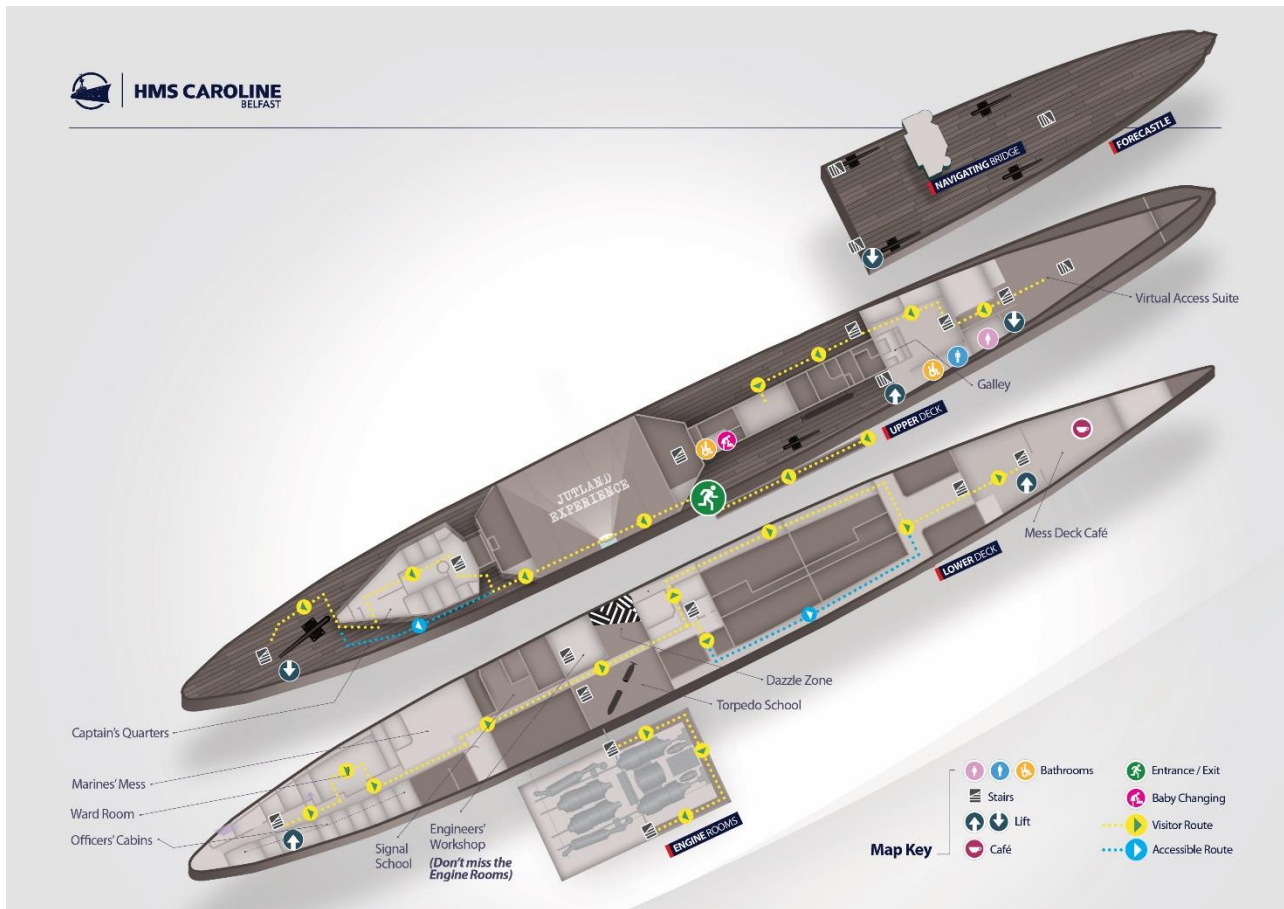 HMS CAROLINE
BELFAST
FORECASTLE
NAVIGATING BRIDGE
Virtual Access Suite
Galley
UPPER DECK
JUTLAND
EXPERIENCE
Mess Deck Café
LOWER DECK
Dazzle Zone
Torpedo School
Captain's Quarters
Marines' Mess
Ward Room
Officers' Cabins
Signal
School
Engineers'
Workshop
(Don't miss the
Engine Rooms)
ENGINE ROOMS
Map Key
Bathrooms
Stairs
Lift
Café
Entrance / Exit
Baby Changing
Visitor Route
Accessible Route